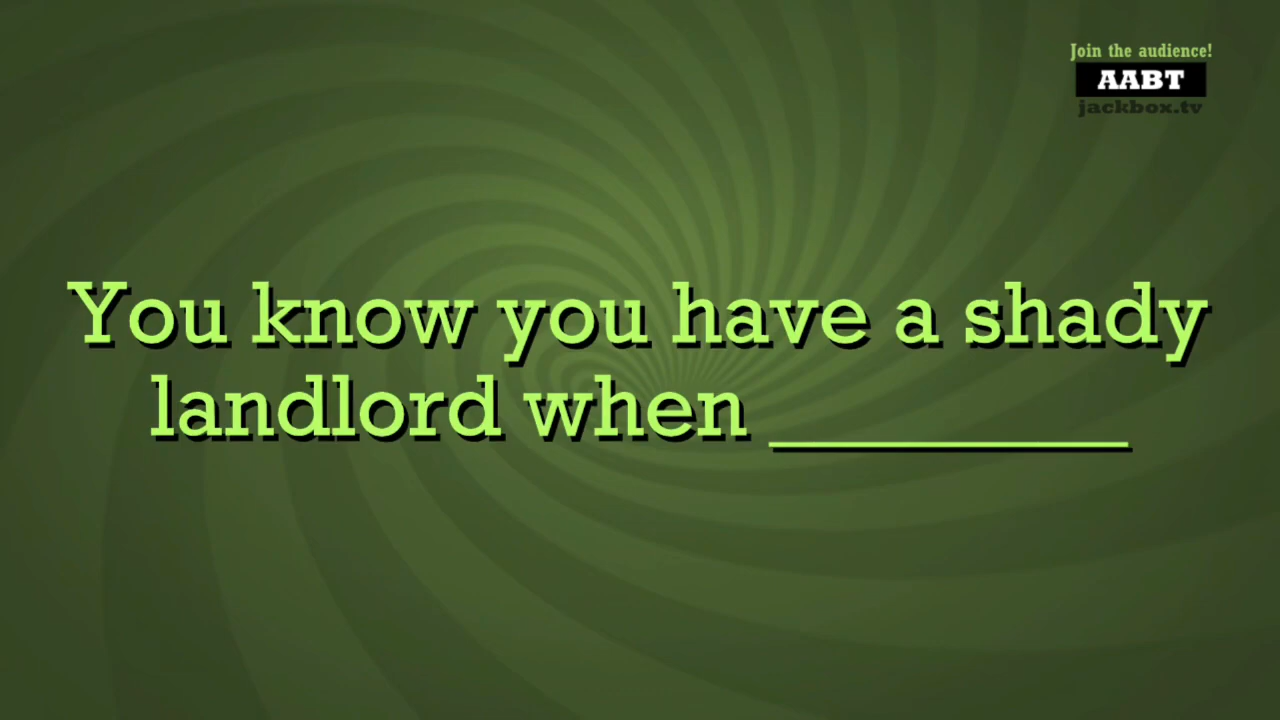 Join the audience!
AABT
jackbox.tv
You know you have a shady
landlord when ________